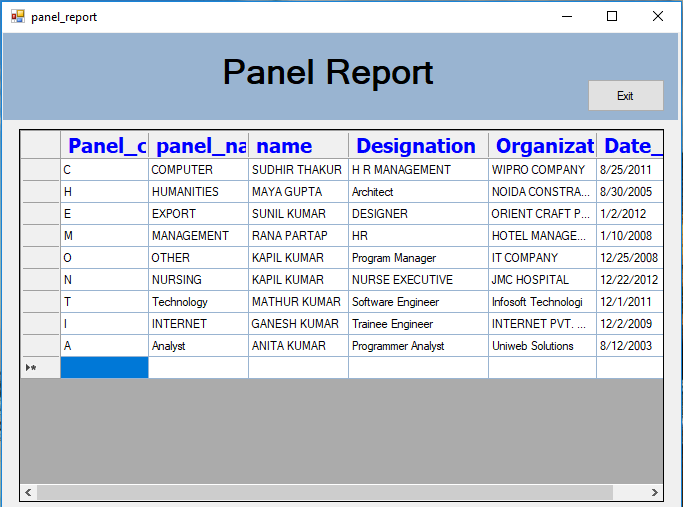 panel_report
Panel Report
Exit
Panel_c panel_na name Designation Organizat Date_
C COMPUTER SUDHIR THAKUR H R MANAGEMENT WIPRO COMPANY 8/25/2011
H HUMANITIES MAYA GUPTA Architect NOIDA CONSTRA... 8/30/2005
E EXPORT SUNIL KUMAR DESIGNER ORIENT CRAFT P... 1/2/2012
M MANAGEMENT RANA PARTAP HR HOTEL MANAGE... 1/10/2008
O OTHER KAPIL KUMAR Program Manager IT COMPANY 12/25/2008
N NURSING KAPIL KUMAR NURSE EXECUTIVE JMC HOSPITAL 12/22/2012
T Technology MATHUR KUMAR Software Engineer Infosoft Technologi 12/1/2011
I INTERNET GANESH KUMAR Trainee Engineer INTERNET PVT. ... 12/2/2009
A Analyst ANITA KUMAR Programmer Analyst Uniweb Solutions 8/12/2003